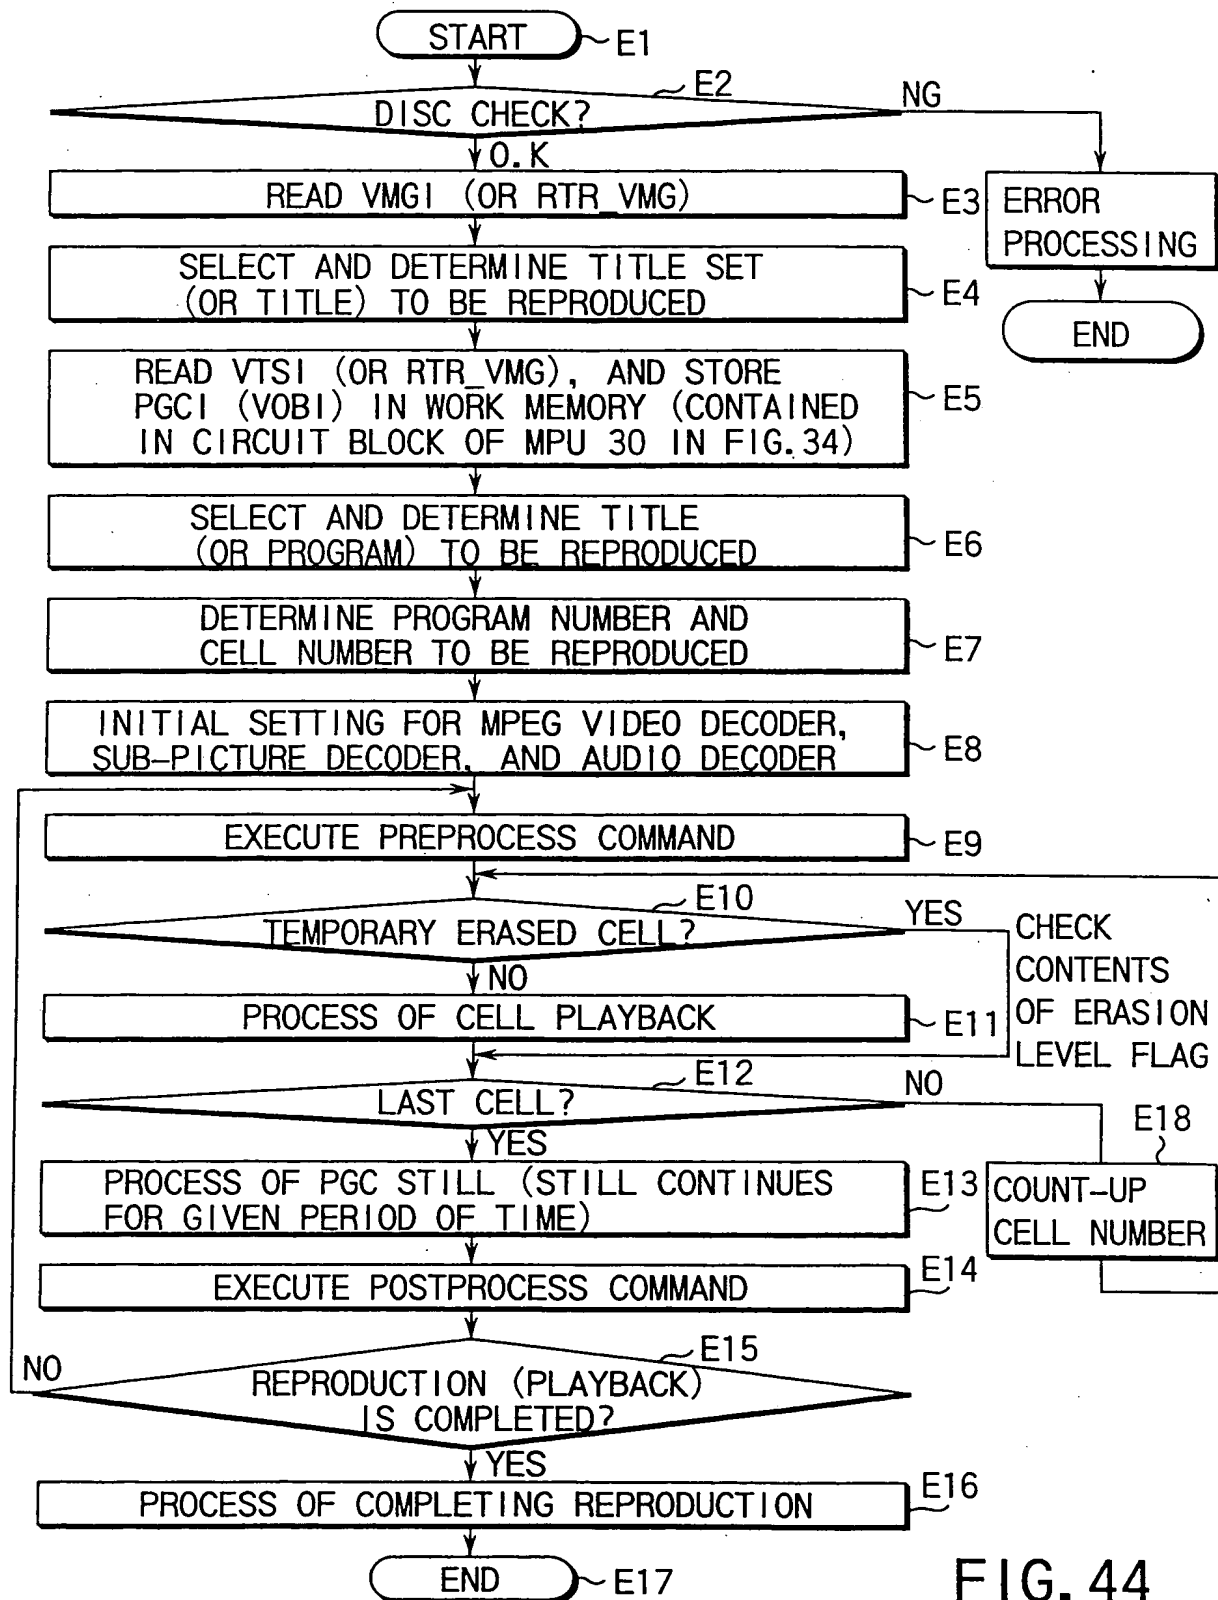 START
E1
E2
DISC CHECK?
NG
O.K
READ VMGI (OR RTR_VMG)
E3
ERROR
PROCESSING
END
SELECT AND DETERMINE TITLE SET
(OR TITLE) TO BE REPRODUCED
E4
READ VTSI (OR RTR_VMG), AND STORE
PGCI (VOBI) IN WORK MEMORY (CONTAINED
IN CIRCUIT BLOCK OF MPU 30 IN FIG.34)
E5
SELECT AND DETERMINE TITLE
(OR PROGRAM) TO BE REPRODUCED
E6
DETERMINE PROGRAM NUMBER AND
CELL NUMBER TO BE REPRODUCED
E7
INITIAL SETTING FOR MPEG VIDEO DECODER,
SUB-PICTURE DECODER, AND AUDIO DECODER
E8
EXECUTE PREPROCESS COMMAND
E9
E10
TEMPORARY ERASED CELL?
YES
CHECK
CONTENTS
OF ERASION
LEVEL FLAG
NO
PROCESS OF CELL PLAYBACK
E11
E12
LAST CELL?
NO
YES
E18
COUNT-UP
CELL NUMBER
PROCESS OF PGC STILL (STILL CONTINUES
FOR GIVEN PERIOD OF TIME)
E13
EXECUTE POSTPROCESS COMMAND
E14
E15
NO
REPRODUCTION (PLAYBACK)
IS COMPLETED?
YES
PROCESS OF COMPLETING REPRODUCTION
E16
END
E17
FIG. 44